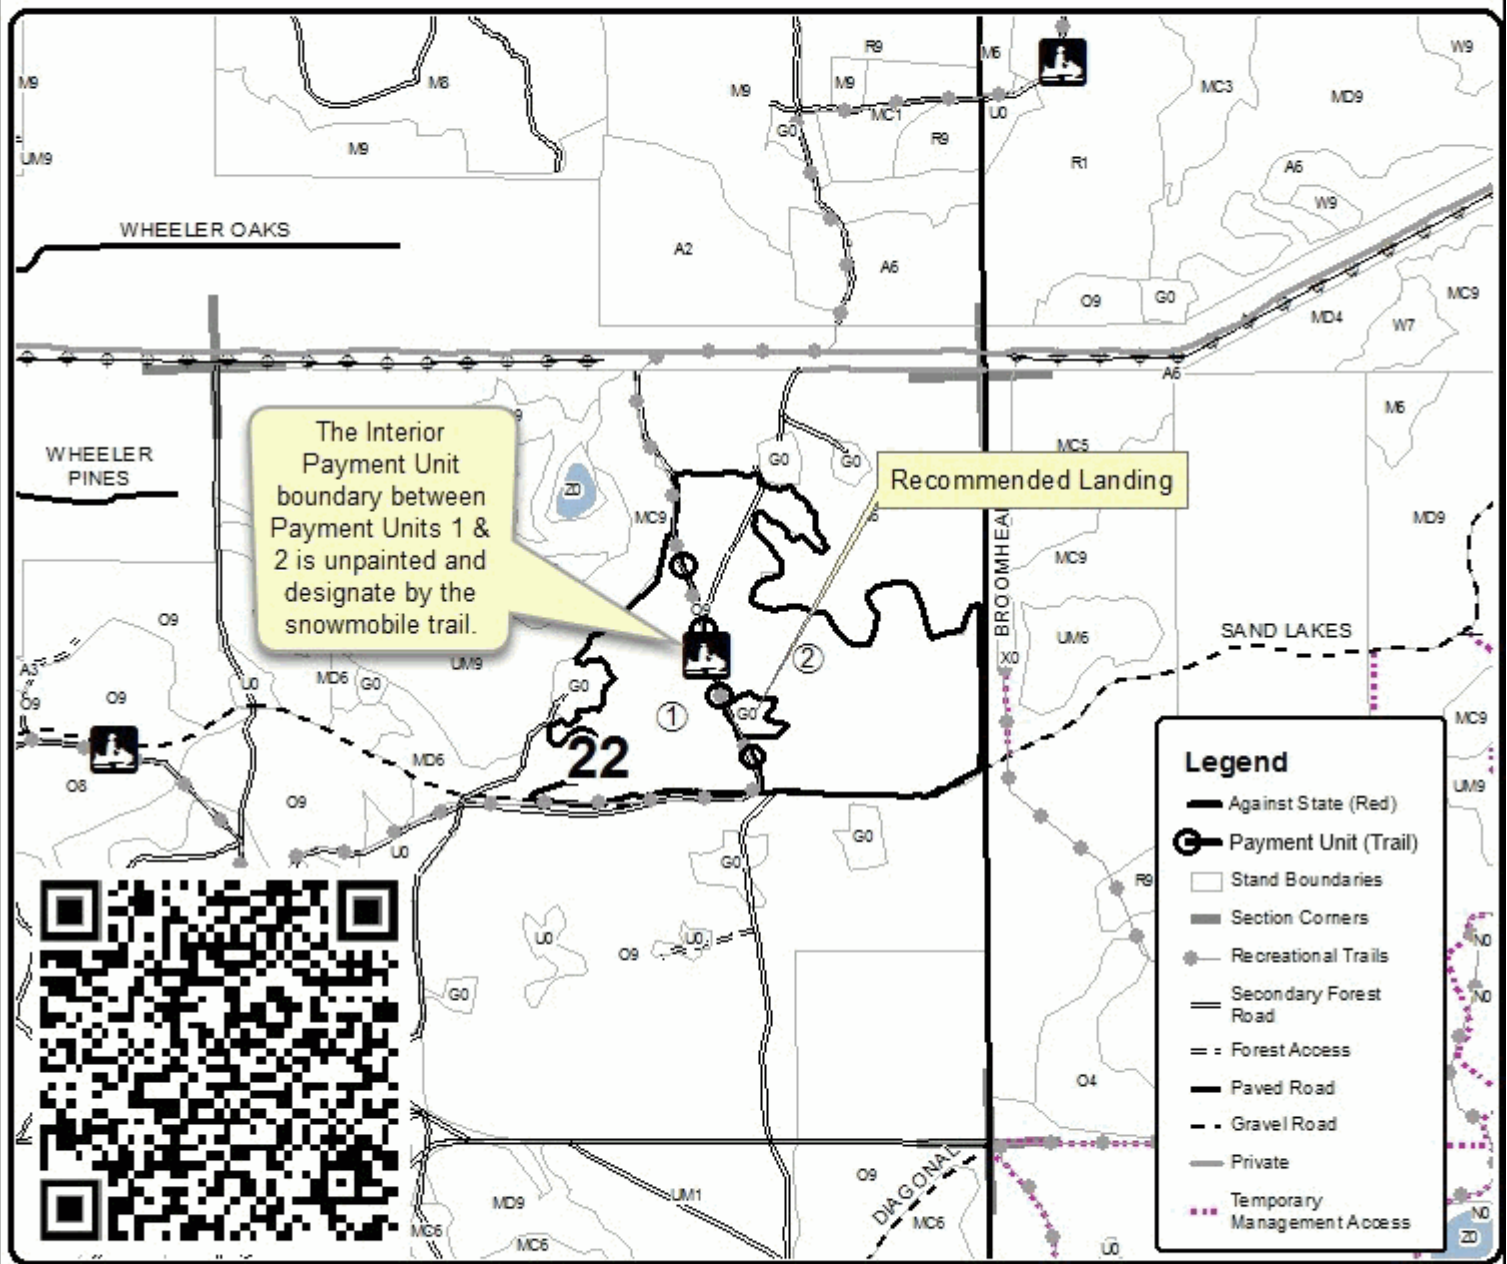 R9
M6
W9
M9
M8
M9
M9
MC3
MD9
MC1
U0
G0
R9
M9
UM9
R1
A6
W9
WHEELER OAKS
A2
A6
O9
G0
MC9
MD4
W7
A6
M6
The Interior
Payment Unit
boundary between
Payment Units 1 &
2 is unpainted and
designate by the
snowmobile trail.
WHEELER
PINES
MC5
G0
G0
Recommended Landing
Z0
MC9
MD9
MC9
BROOMHEA
O9
O9
SAND LAKES
UM6
UM9
2
X0
A3
O9
O9
U0
MD6
G0
G0
1
G0
MC9
22
MD6
O8
O9
UM9
U0
G0
G0
R9
U0
O9
U0
G0
N0
N0
O4
O9
DIAGONAL
MD9
UM1
MC6
MC6
MC6
U0
N0
Z0
Legend
Against State (Red)
Payment Unit (Trail)
Stand Boundaries
Section Corners
Recreational Trails
Secondary Forest
Road
Forest Access
Paved Road
Gravel Road
Private
Temporary
Management Access